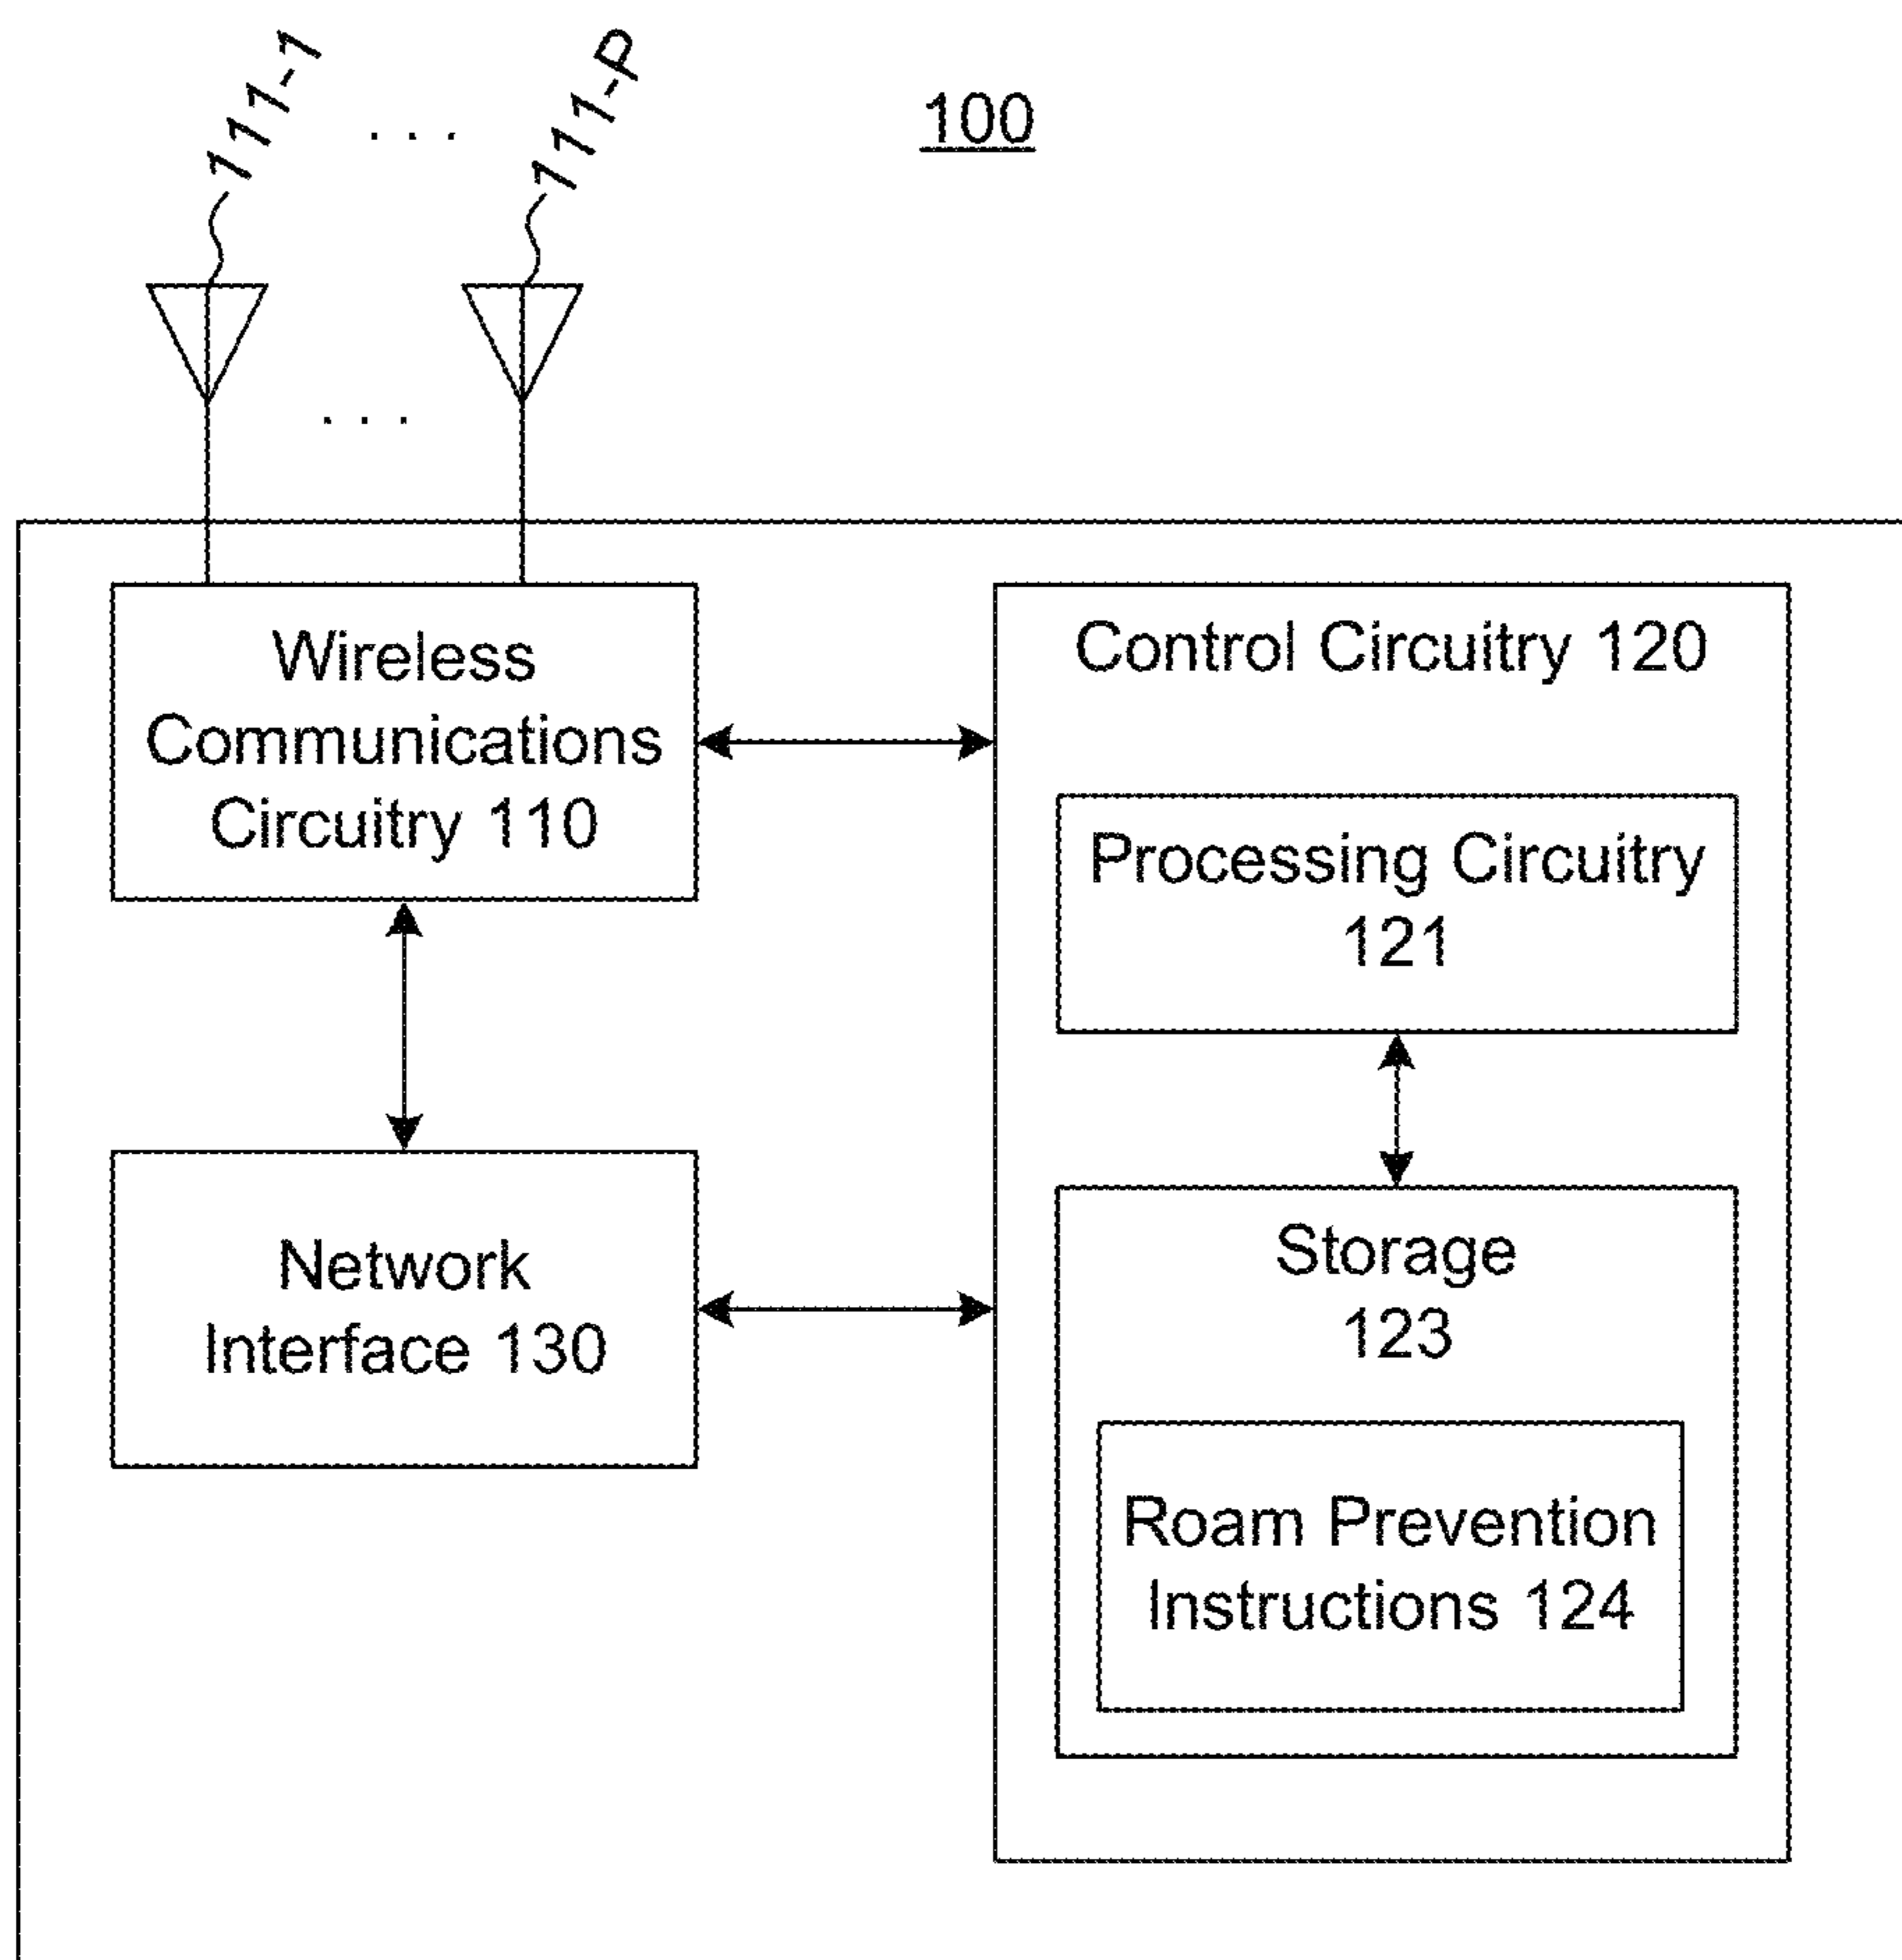 111-1
. . .
111-P
100
. . .
Wireless
Communications
Circuitry 110
Control Circuitry 120
Processing Circuitry
121
Network
Interface 130
Storage
123
Roam Prevention
Instructions 124